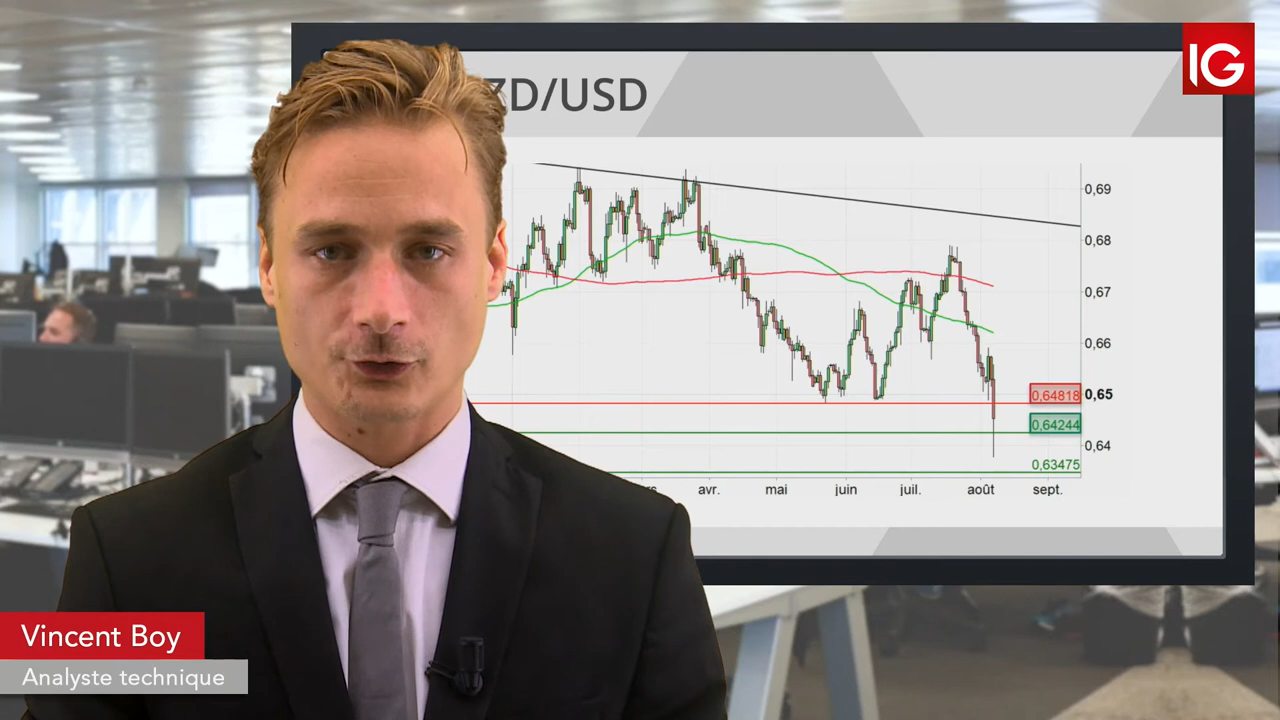 IG
ZD/USD
0,69
0,68
0,67
0,66
0,64818
0,65
0,64244
0,64
0,63475
avr. mai juin juil. août sept.
Vincent Boy
Analyste technique